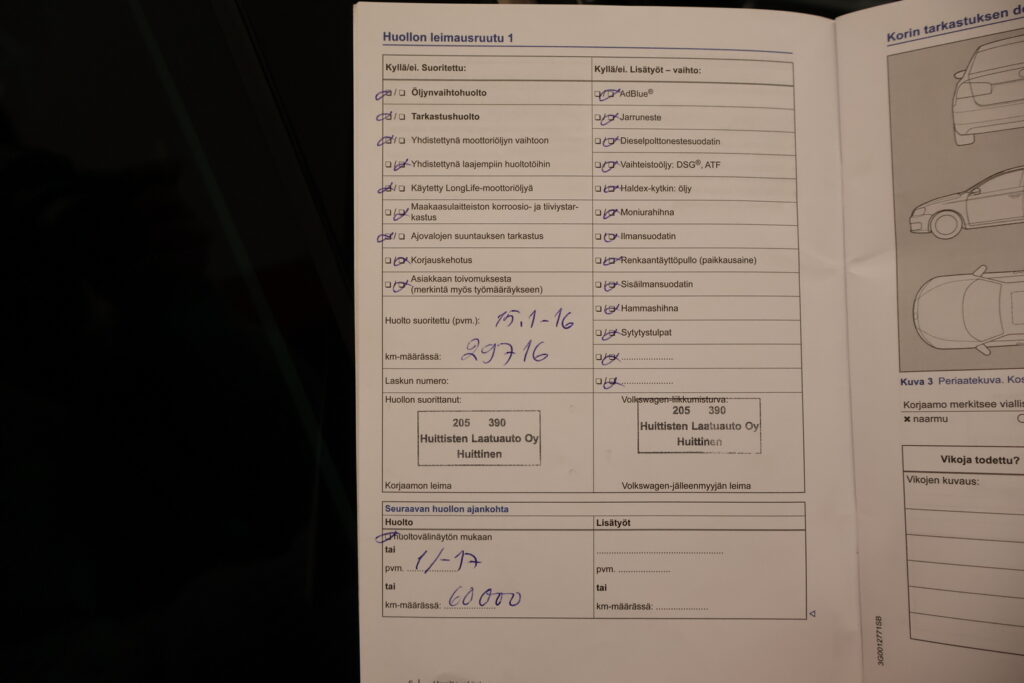 Huollon leimausruutu 1
Kyllä/ei. Suoritettu:
Öljynvaihtohuolto
Tarkastushuolto
Yhdistettynä moottoriöljyn vaihtoon
Yhdistettynä laajempiin huoltotöihin
Käytetty LongLife-moottoriöljyä
Maakaasulaitteiston korroosio- ja tiiviystar-
kastus
Ajovalojen suuntauksen tarkastus
Korjauskehotus
Asiakkaan toivomuksesta
(merkintä myös työmääräykseen)
Huolto suoritettu (pvm.): 15.1-16
km-määrässä: 29716
Laskun numero:
Huollon suorittanut:
205 390
Huittisten Laatuauto Oy
Huittinen
Korjaamon leima
Kyllä/ei. Lisätyöt – vaihto:
AdBlue®
Jarruneste
Dieselpolttonestesuodatin
Vaihteistoöljy: DSG®, ATF
Haldex-kytkin: öljy
Moniurahihna
Ilmansuodatin
Renkaantäyttöpullo (paikkausaine)
Sisäilmansuodatin
Hammashihna
Sytytystulpat
Volkswagen-liikkumisturva:
205 390
Huittisten Laatuauto Oy
Huittinen
Volkswagen-jälleenmyyjän leima
Seuraavan huollon ajankohta
Huolto
Huoltovälinäytön mukaan
tai
pvm. 1/-17
tai
km-määrässä: 60000
Lisätyöt
pvm. ....................
tai
km-määrässä: ....................
Korin tarkastuksen
Kuva 3 Periaatekuva.
Korjaamo merkitsee
naarmu
Vikoja todettu?
Vikojen kuvaus:
3G0012771SB